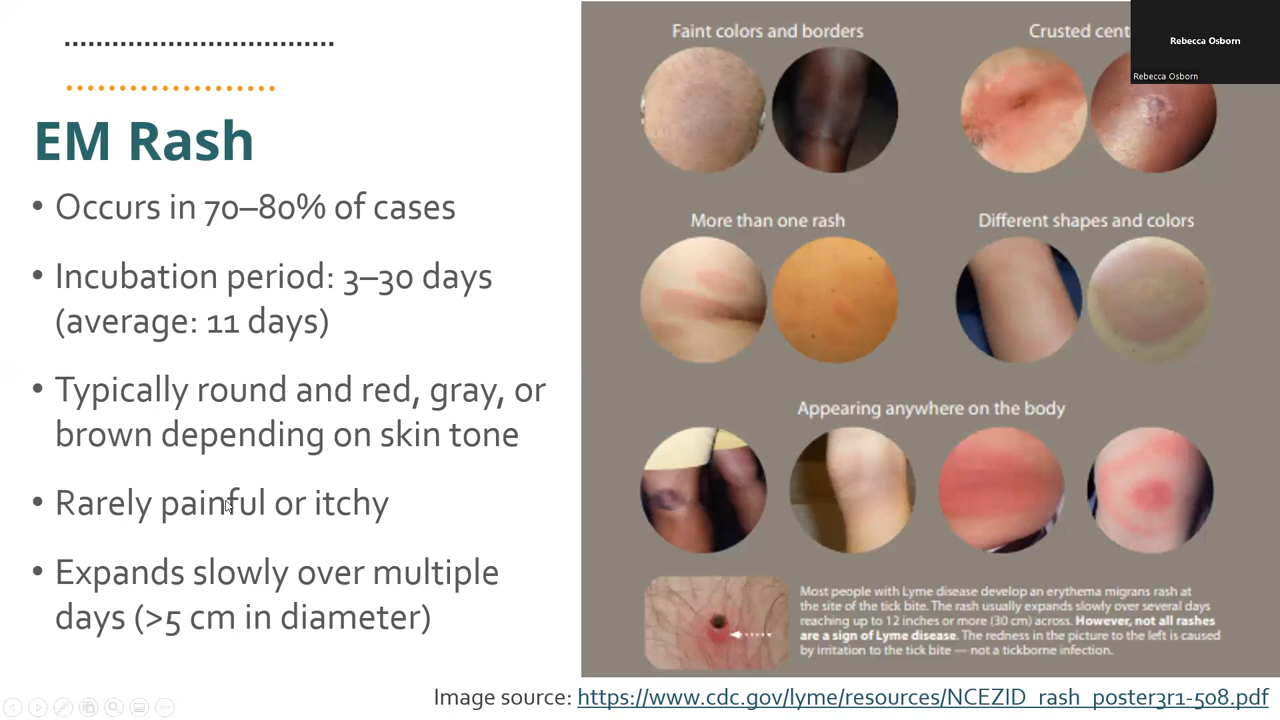 EM Rash
• Occurs in 70–80% of cases
• Incubation period: 3–30 days
(average: 11 days)
• Typically round and red, gray, or
brown depending on skin tone
• Rarely painful or itchy
• Expands slowly over multiple
days (>5 cm in diameter)
Faint colors and borders
Crusted cent
Rebecca Osborn
Rebecca Osborn
More than one rash
Different shapes and colors
Appearing anywhere on the body
Most people with Lyme disease develop an erythema migrans rash at
the site of the tick bite. The rash usually expands slowly over several days
reaching up to 12 inches or more (30 cm) across. However, not all rashes
are a sign of Lyme disease. The redness in the picture to the left is caused
by irritation to the tick bite — not a tickborne infection.
Image source: https://www.cdc.gov/lyme/resources/NCEZID_rash_poster3r1-508.pdf